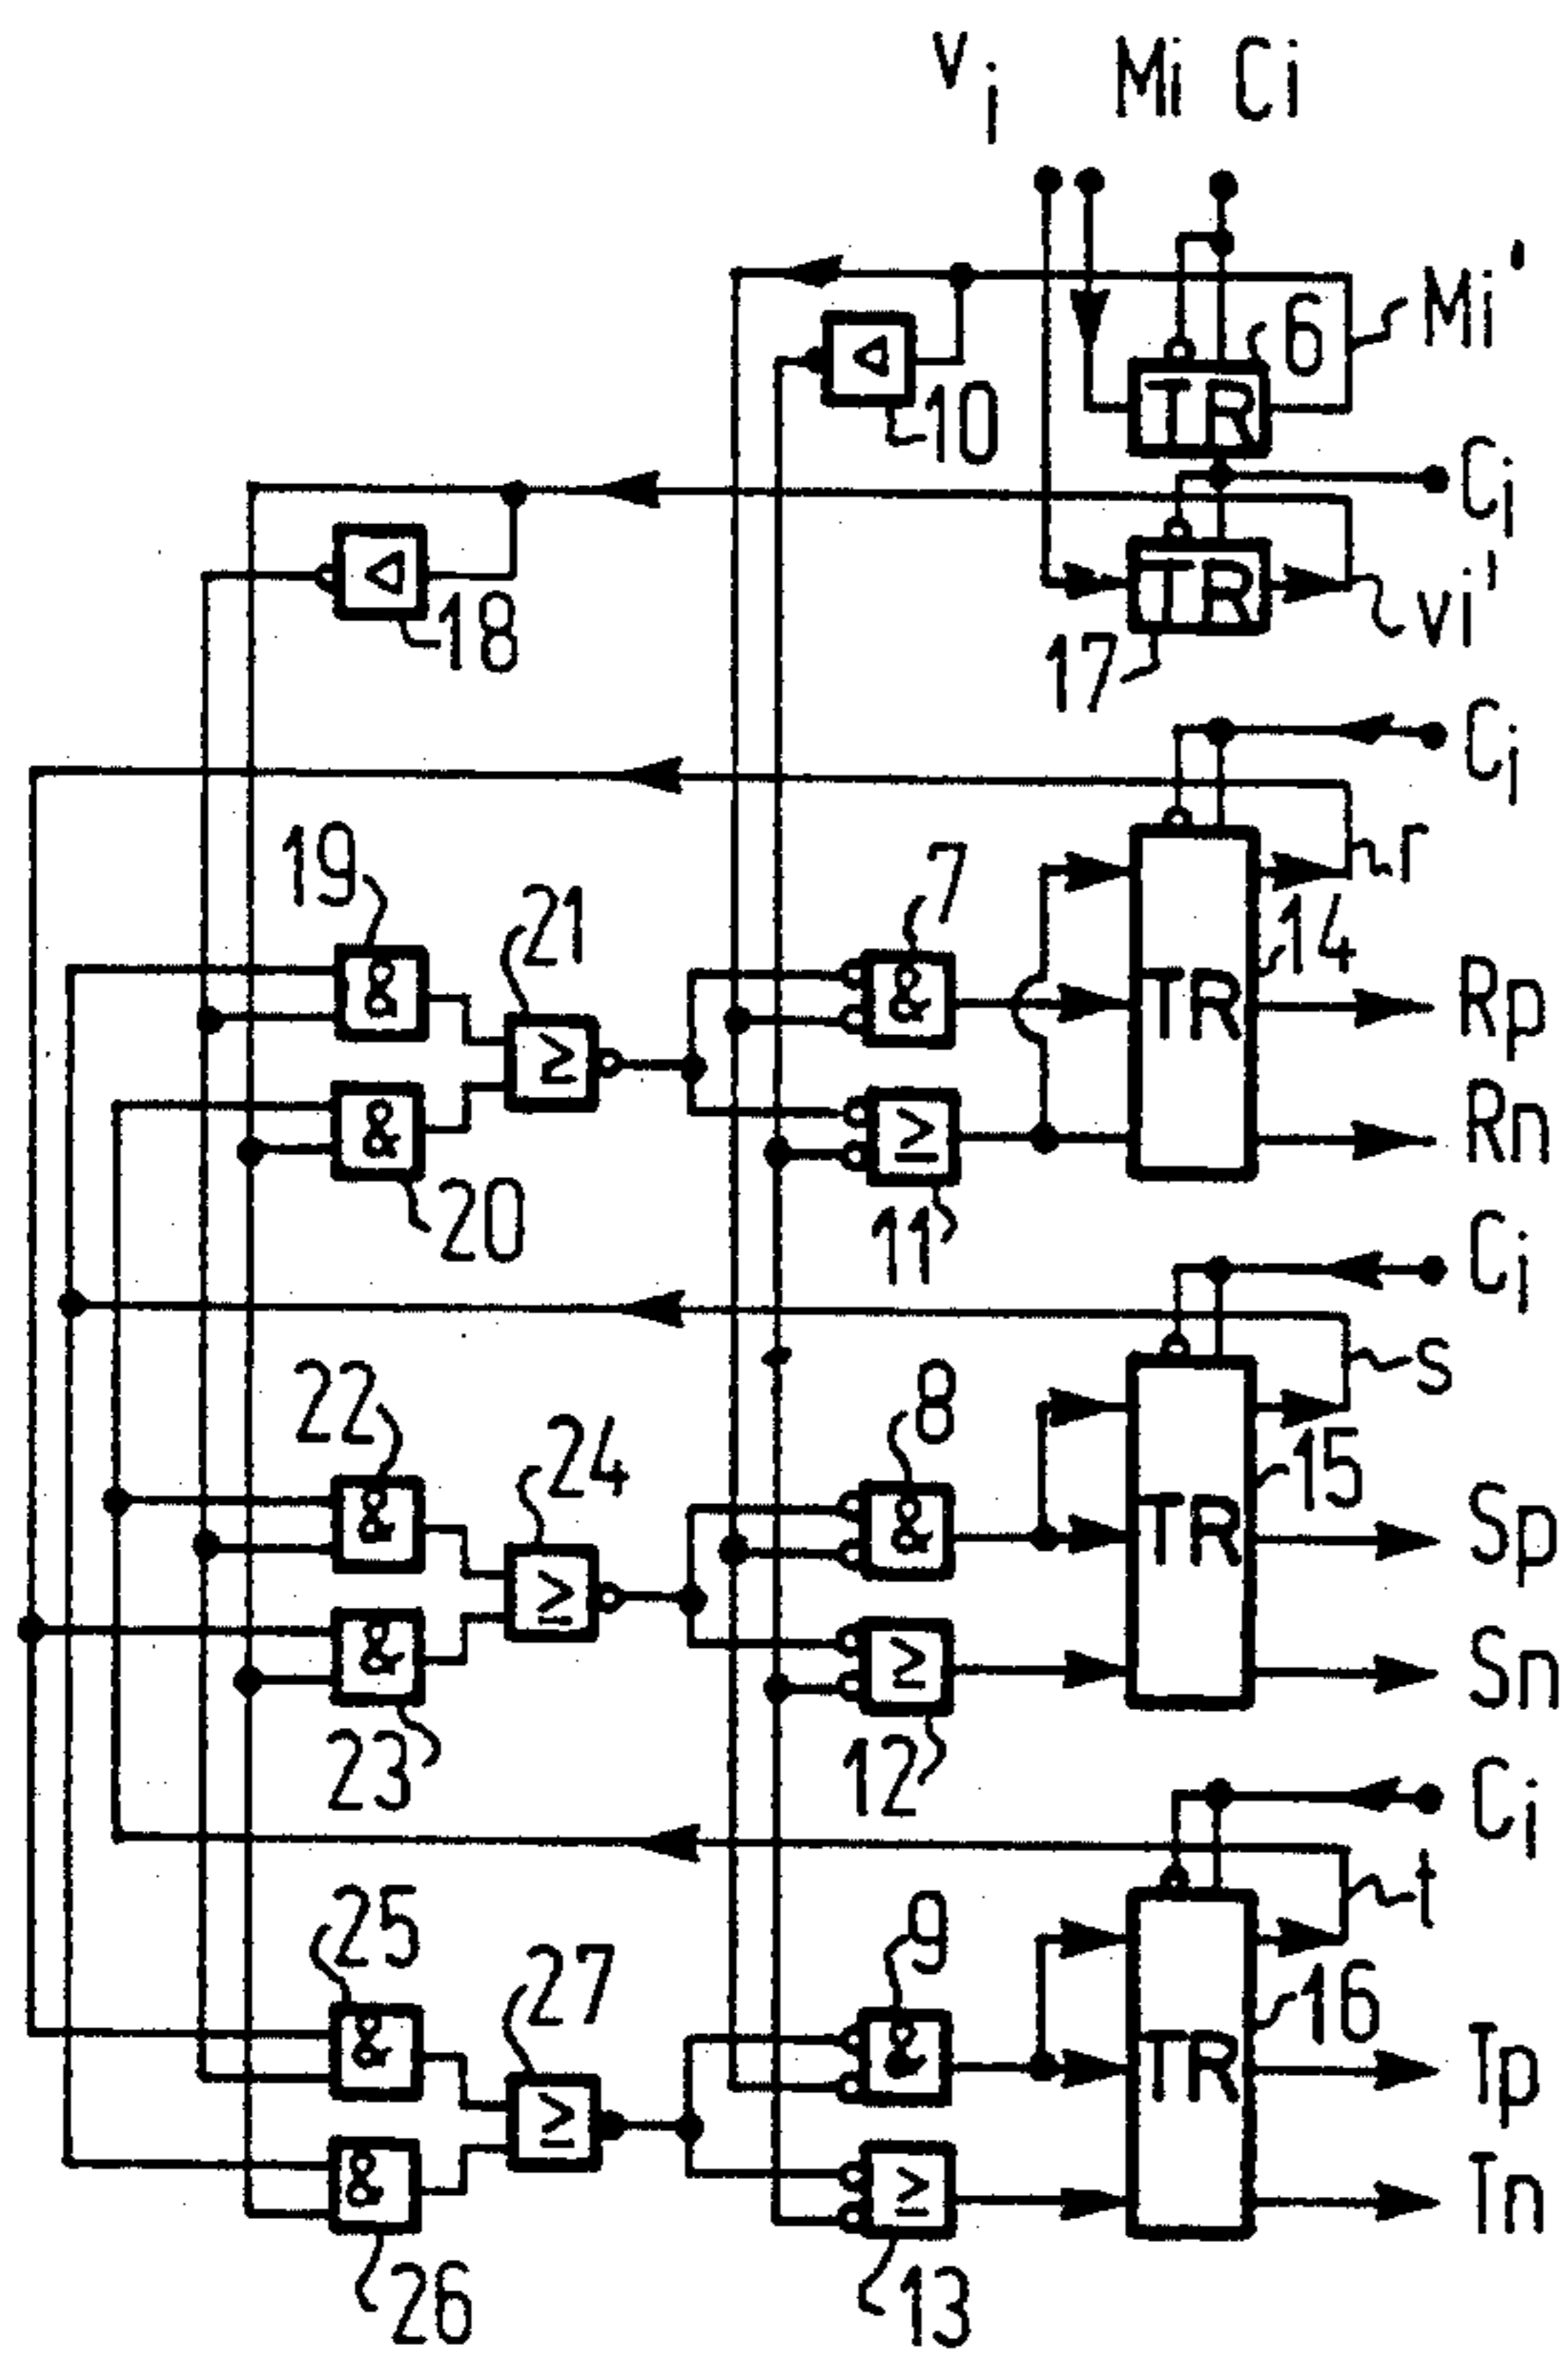 vi Mi Ci
Mi'
6
TR
10
Ci
TR
18
vi'
17
Ci
r
19
7
21
14
&
&
Rp
TR
≥
&
≥
Rn
20
11
Ci
s
22
8
24
15
&
&
Sp
TR
≥
&
≥
Sn
23
12
Ci
t
25
9
27
16
&
&
Tp
TR
≥
&
≥
Tn
26
13